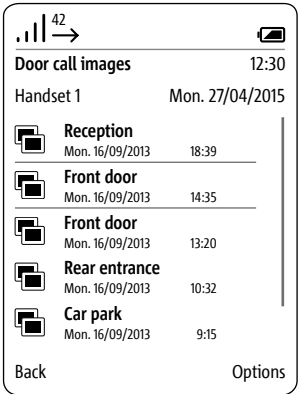 42
Door call images 12:30
Handset 1 Mon. 27/04/2015
Reception
Mon. 16/09/2013 18:39
Front door
Mon. 16/09/2013 14:35
Front door
Mon. 16/09/2013 13:20
Rear entrance
Mon. 16/09/2013 10:32
Car park
Mon. 16/09/2013 9:15
Back Options